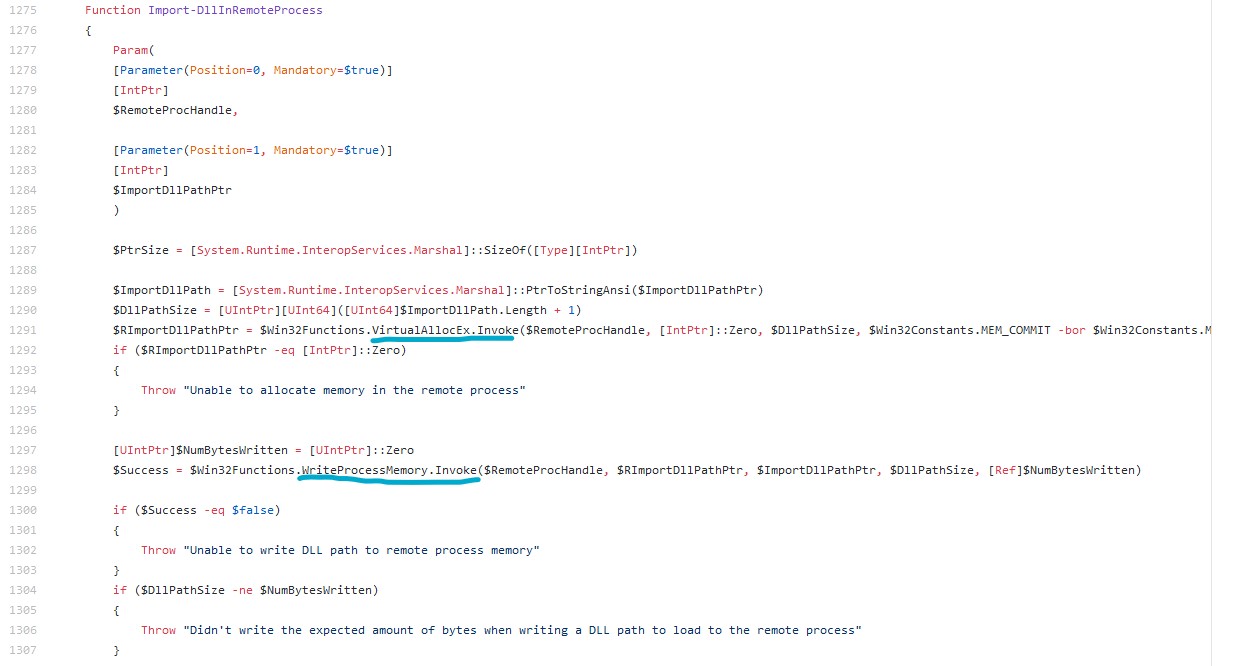 1275 Function Import-DllInRemoteProcess
1276 {
1277 Param(
1278 [Parameter(Position=0, Mandatory=$true)]
1279 [IntPtr]
1280 $RemoteProcHandle,
1281
1282 [Parameter(Position=1, Mandatory=$true)]
1283 [IntPtr]
1284 $ImportDllPathPtr
1285 )
1286
1287 $PtrSize = [System.Runtime.InteropServices.Marshal]::SizeOf([Type][IntPtr])
1288
1289 $ImportDllPath = [System.Runtime.InteropServices.Marshal]::PtrToStringAnsi($ImportDllPathPtr)
1290 $DllPathSize = [UIntPtr][UInt64]([UInt64]$ImportDllPath.Length + 1)
1291 $RImportDllPathPtr = $Win32Functions.VirtualAllocEx.Invoke($RemoteProcHandle, [IntPtr]::Zero, $DllPathSize, $Win32Constants.MEM_COMMIT -bor $Win32Constants.M
1292 if ($RImportDllPathPtr -eq [IntPtr]::Zero)
1293 {
1294 Throw "Unable to allocate memory in the remote process"
1295 }
1296
1297 [UIntPtr]$NumBytesWritten = [UIntPtr]::Zero
1298 $Success = $Win32Functions.WriteProcessMemory.Invoke($RemoteProcHandle, $RImportDllPathPtr, $ImportDllPathPtr, $DllPathSize, [Ref]$NumBytesWritten)
1299
1300 if ($Success -eq $false)
1301 {
1302 Throw "Unable to write DLL path to remote process memory"
1303 }
1304 if ($DllPathSize -ne $NumBytesWritten)
1305 {
1306 Throw "Didn't write the expected amount of bytes when writing a DLL path to load to the remote process"
1307 }